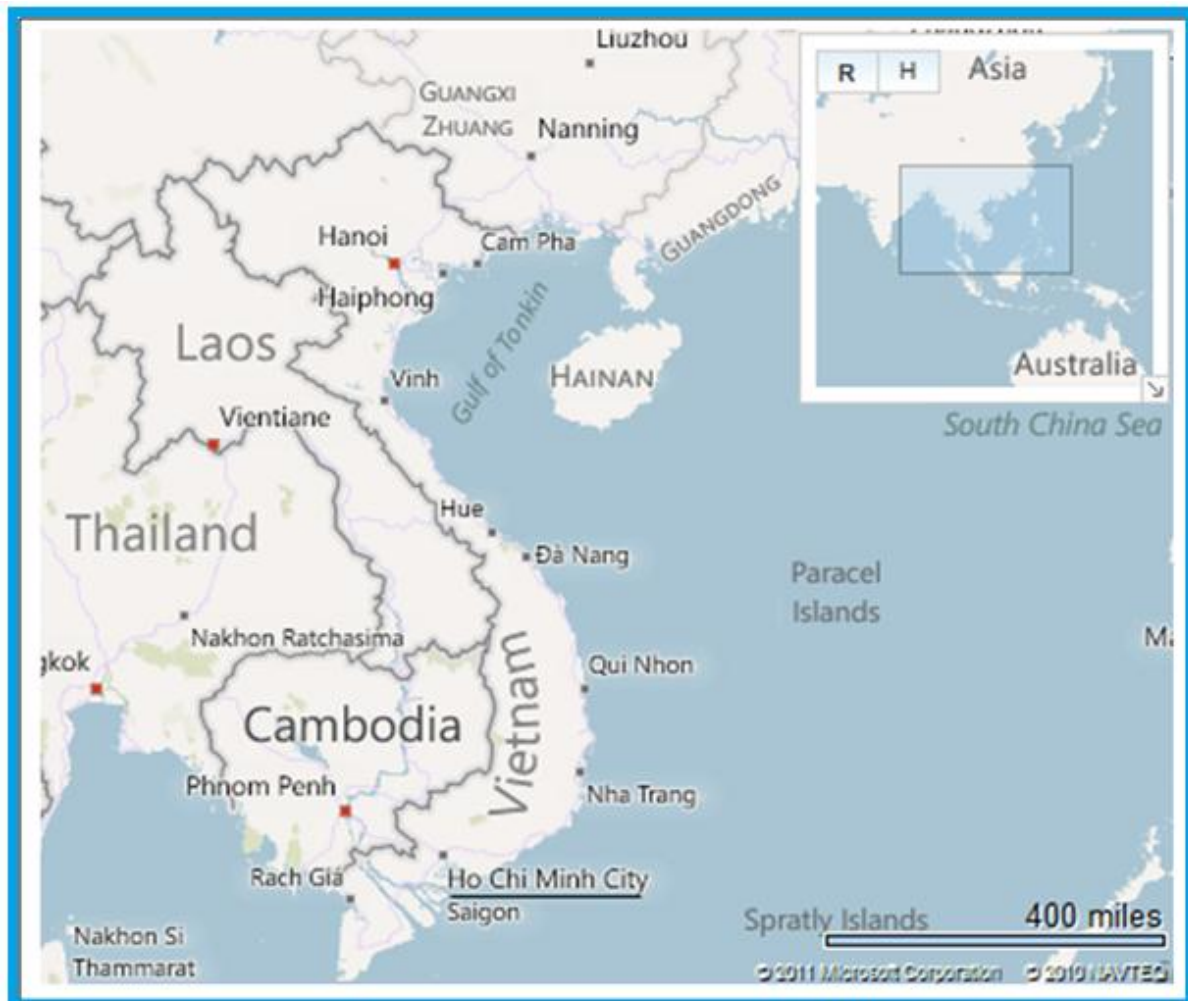 Liuzhou
R H Asia
GUANGXI
ZHUANG
Nanning
GUANGDONG
Hanoi
Cam Pha
Haiphong
Gulf of Tonkin
Laos
HAINAN
Australia
Vinh
Vientiane
South China Sea
Thailand
Hue
Đà Nang
Paracel
Islands
Nakhon Ratchasima
gkok
Qui Nhon
Cambodia
Vietnam
Phnom Penh
Nha Trang
Rach Giá
Ho Chi Minh City
Saigon
Spratly Islands
400 miles
Nakhon Si
Thammarat
© 2011 Microsoft Corporation © 2010 NAVTEQ